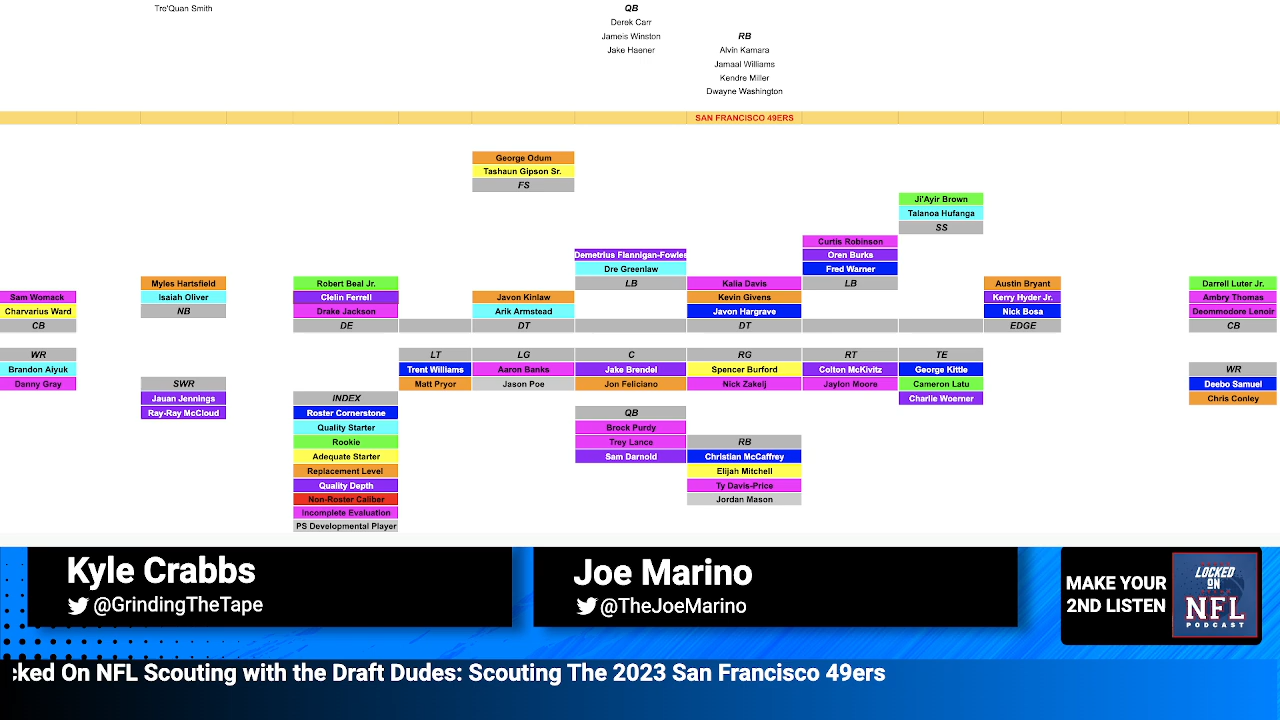 Tre'Quan Smith
QB
Derek Carr
Jameis Winston
Jake Haener
RB
Alvin Kamara
Jamaal Williams
Kendre Miller
Dwayne Washington
SAN FRANCISCO 49ERS
George Odum
Tashaun Gipson Sr.
FS
Ji'Ayir Brown
Talanoa Hufanga
SS
Demetrius Flannigan-Fowles
Dre Greenlaw
LB
Curtis Robinson
Oren Burks
Fred Warner
LB
Sam Womack
Charvarius Ward
CB
Myles Hartsfield
Isaiah Oliver
NB
Robert Beal Jr.
Clelin Ferrell
Drake Jackson
DE
Javon Kinlaw
Arik Armstead
DT
Kalia Davis
Kevin Givens
Javon Hargrave
DT
Austin Bryant
Kerry Hyder Jr.
Nick Bosa
EDGE
Darrell Luter Jr.
Ambry Thomas
Deommodore Lenoir
CB
WR
Brandon Aiyuk
Danny Gray
SWR
Jauan Jennings
Ray-Ray McCloud
LT
Trent Williams
Matt Pryor
LG
Aaron Banks
Jason Poe
C
Jake Brendel
Jon Feliciano
RG
Spencer Burford
Nick Zakelj
RT
Colton McKivitz
Jaylon Moore
TE
George Kittle
Cameron Latu
Charlie Woerner
WR
Deebo Samuel
Chris Conley
INDEX
Roster Cornerstone
Quality Starter
Rookie
Adequate Starter
Replacement Level
Quality Depth
Non-Roster Caliber
Incomplete Evaluation
PS Developmental Player
QB
Brock Purdy
Trey Lance
Sam Darnold
RB
Christian McCaffrey
Elijah Mitchell
Ty Davis-Price
Jordan Mason
Kyle Crabbs
@GrindingTheTape
Joe Marino
@TheJoeMarino
MAKE YOUR
2ND LISTEN
LOCKED
ON
NFL
PODCAST
cked On NFL Scouting with the Draft Dudes: Scouting The 2023 San Francisco 49ers